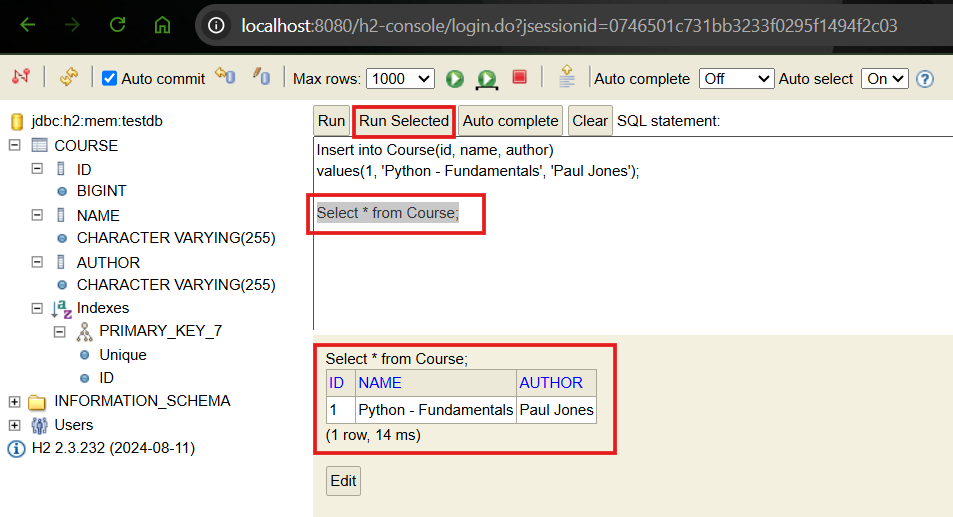 localhost:8080/h2-console/login.do?jsessionid=0746501c731bb3233f0295f1494f2c03
Auto commit Max rows: 1000 Auto complete Off Auto select On ?
jdbc:h2:mem:testdb
COURSE
ID
BIGINT
NAME
CHARACTER VARYING(255)
AUTHOR
CHARACTER VARYING(255)
Indexes
PRIMARY_KEY_7
Unique
ID
INFORMATION_SCHEMA
Users
H2 2.3.232 (2024-08-11)
Run Run Selected Auto complete Clear SQL statement:
Insert into Course(id, name, author)
values(1, 'Python - Fundamentals', 'Paul Jones');
Select * from Course;
Select * from Course;
ID NAME AUTHOR
1 Python - Fundamentals Paul Jones
(1 row, 14 ms)
Edit